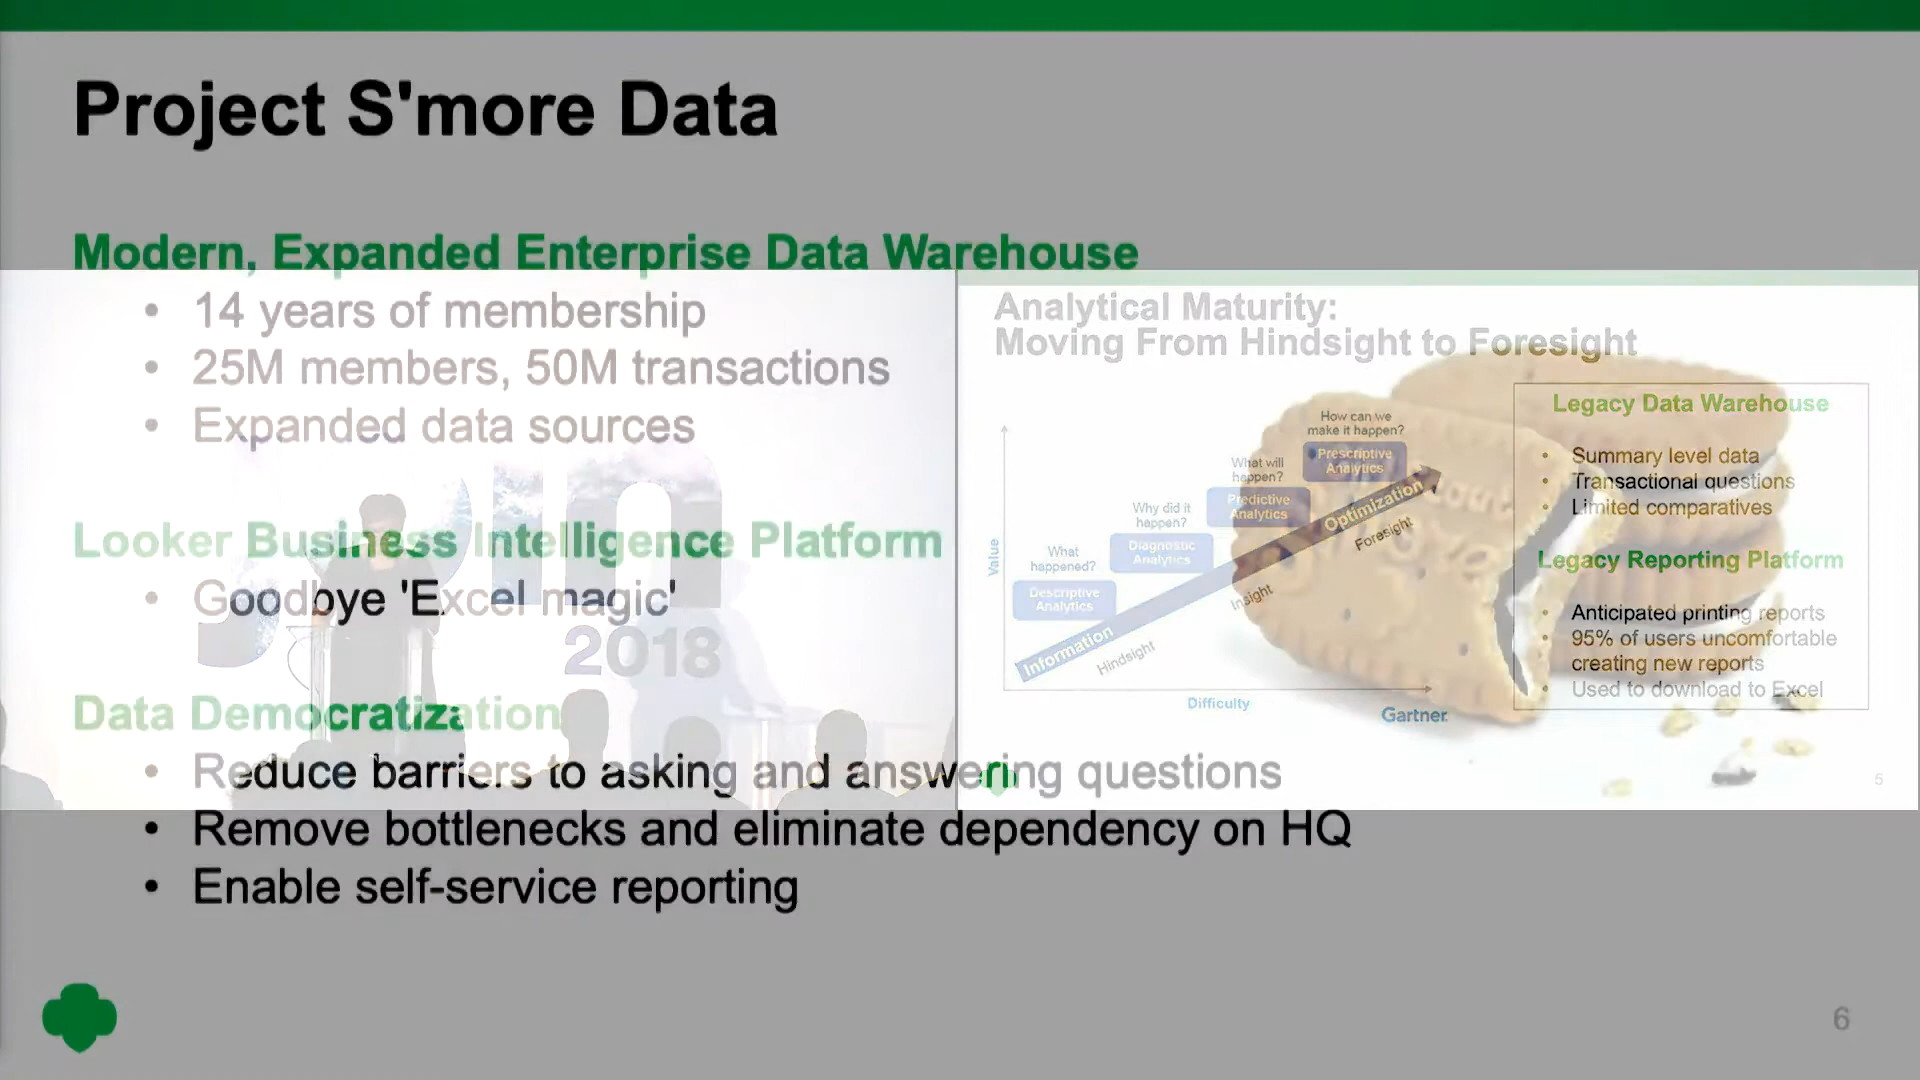 Project S'more Data
Modern, Expanded Enterprise Data Warehouse
• 14 years of membership
• 25M members, 50M transactions
• Expanded data sources
Looker Business Intelligence Platform
• Goodbye 'Excel magic'
Data Democratization
• Reduce barriers to asking and answering questions
• Remove bottlenecks and eliminate dependency on HQ
• Enable self-service reporting
6
2018
Analytical Maturity:
Moving From Hindsight to Foresight
Value
What
happened?
Descriptive
Analytics
Why did it
happen?
Diagnostic
Analytics
What will
happen?
Predictive
Analytics
How can we
make it happen?
Prescriptive
Analytics
Information
Optimization
Hindsight
Insight
Foresight
Difficulty
Gartner
Legacy Data Warehouse
• Summary level data
• Transactional questions
• Limited comparatives
Legacy Reporting Platform
• Anticipated printing reports
• 95% of users uncomfortable
creating new reports
• Used to download to Excel
5